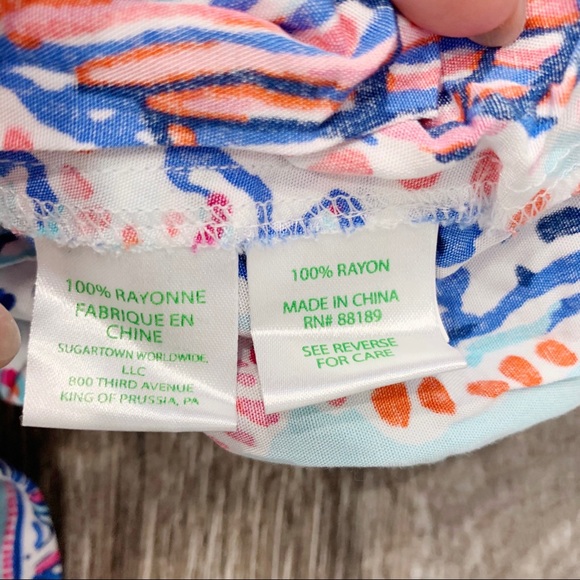 100% RAYONNE
FABRIQUE EN
CHINE
SUGARTOWN WORLDWIDE,
LLC
800 THIRD AVENUE
KING OF PRUSSIA, PA
100% RAYON
MADE IN CHINA
RN# 88189
SEE REVERSE
FOR CARE